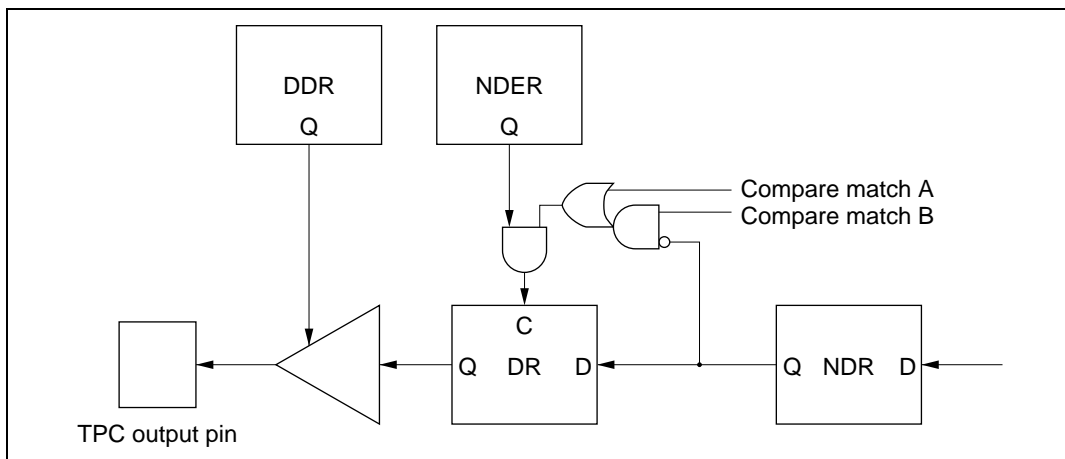 DDR
Q
NDER
Q
Compare match A
Compare match B
C
Q DR D
Q NDR D
TPC output pin